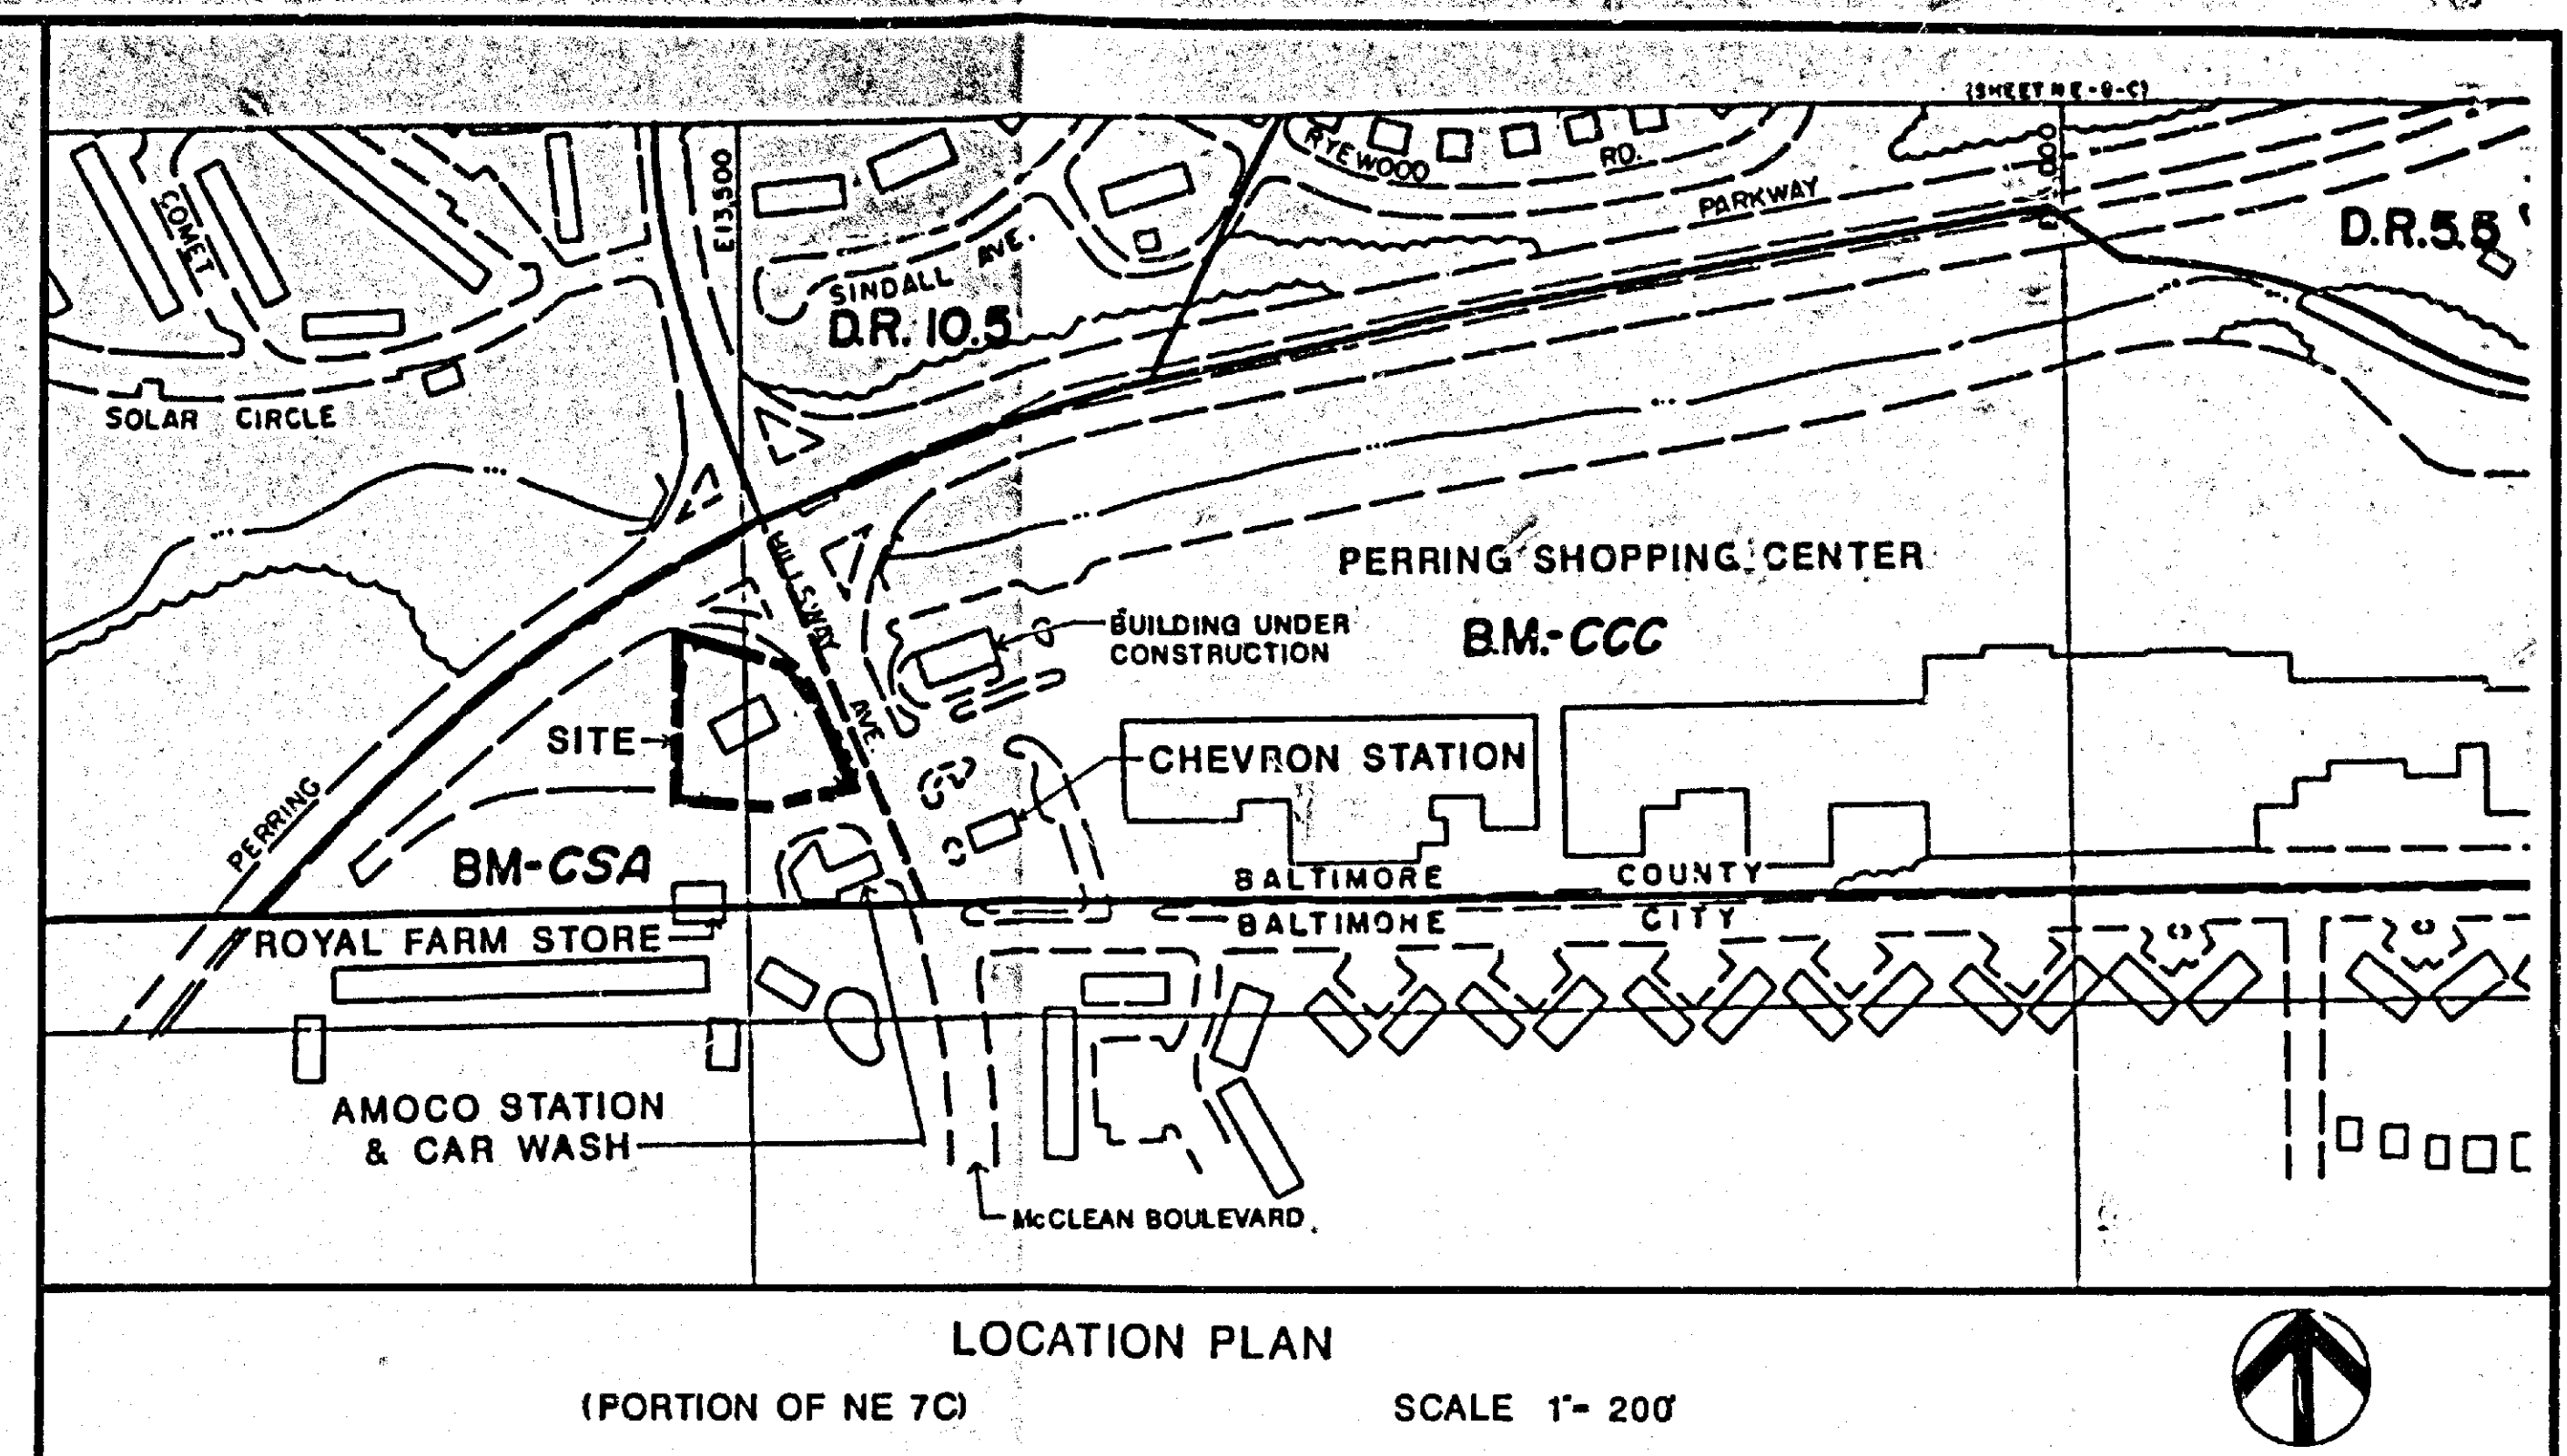 (SHEET NE-8-C)
RYEWOOD
RD.
COMET
E13,500
PARKWAY
D.R.5.5
SINDALL AVE.
D.R. 10.5
SOLAR CIRCLE
AVE.
PERRING SHOPPING CENTER
BUILDING UNDER
CONSTRUCTION
B.M.-CCC
SITE
CHEVRON STATION
PERRING
BM-CSA
BALTIMORE COUNTY
BALTIMORE CITY
ROYAL FARM STORE
AMOCO STATION
& CAR WASH
McCLEAN BOULEVARD
LOCATION PLAN
(PORTION OF NE 7C)
SCALE 1"= 200'